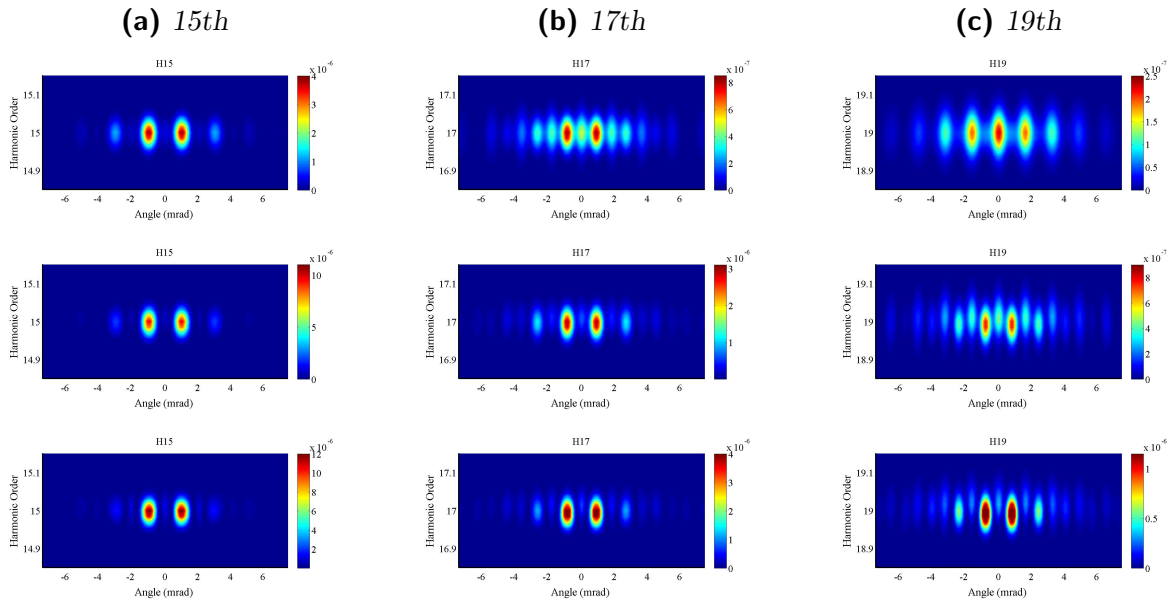 (a) 15th
H15
x 10⁻⁶
Harmonic Order
15.1
15
14.9
-6 -4 -2 0 2 4 6
Angle (mrad)
4
3
2
1
0
(b) 17th
H17
x 10⁻⁷
Harmonic Order
17.1
17
16.9
-6 -4 -2 0 2 4 6
Angle (mrad)
8
6
4
2
0
(c) 19th
H19
x 10⁻⁷
Harmonic Order
19.1
19
18.9
-6 -4 -2 0 2 4 6
Angle (mrad)
2.5
2
1.5
1
0.5
0
H15
x 10⁻⁶
Harmonic Order
15.1
15
14.9
-6 -4 -2 0 2 4 6
Angle (mrad)
10
5
0
H17
x 10⁻⁶
Harmonic Order
17.1
17
16.9
-6 -4 -2 0 2 4 6
Angle (mrad)
3
2
1
H19
x 10⁻⁷
Harmonic Order
19.1
19
18.9
-6 -4 -2 0 2 4 6
Angle (mrad)
8
6
4
2
0
H15
x 10⁻⁶
Harmonic Order
15.1
15
14.9
-6 -4 -2 0 2 4 6
Angle (mrad)
12
10
8
6
4
2
H17
x 10⁻⁶
Harmonic Order
17.1
17
16.9
-6 -4 -2 0 2 4 6
Angle (mrad)
4
3
2
1
0
H19
x 10⁻⁶
Harmonic Order
19.1
19
18.9
-6 -4 -2 0 2 4 6
Angle (mrad)
1
0.5
0